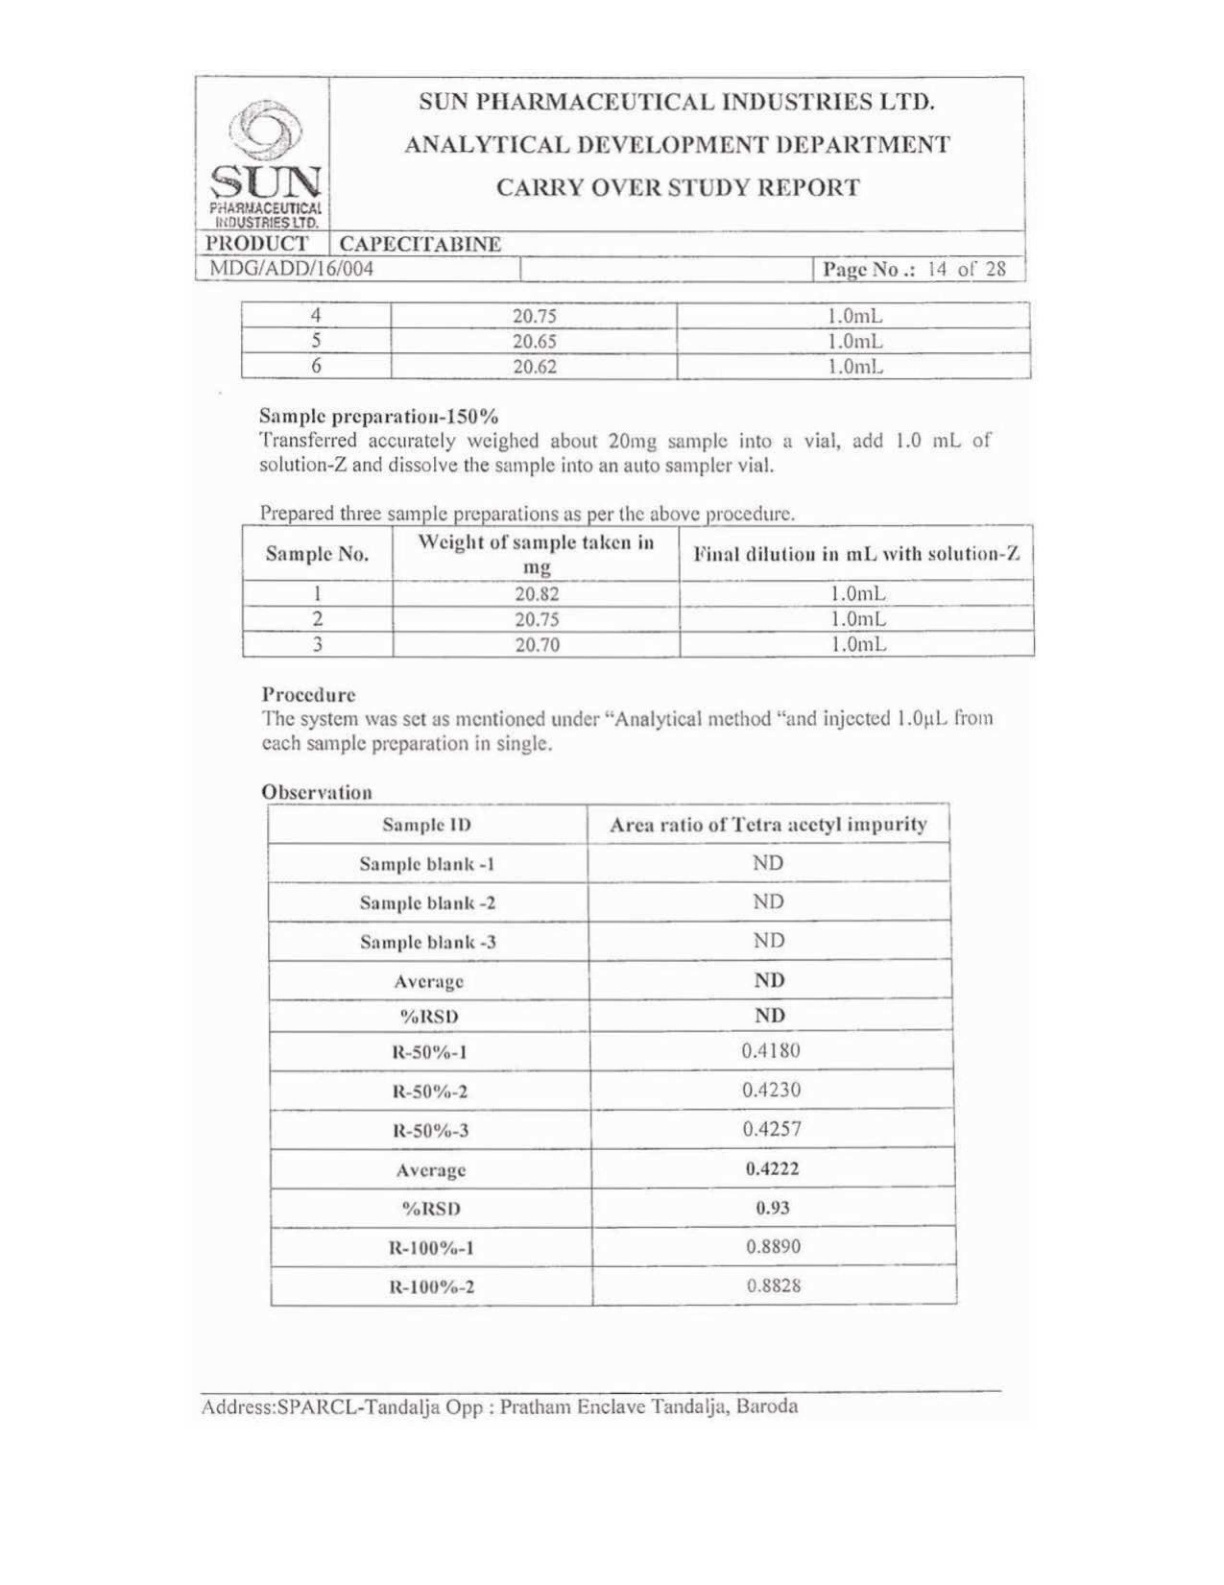 SUN
PHARMACEUTICAL
INDUSTRIES LTD.
SUN PHARMACEUTICAL INDUSTRIES LTD.
ANALYTICAL DEVELOPMENT DEPARTMENT
CARRY OVER STUDY REPORT
PRODUCT CAPECITABINE
MDG/ADD/16/004 Page No .: 14 of 28
4 20.75 1.0mL
5 20.65 1.0mL
6 20.62 1.0mL
Sample preparation-150%
Transferred accurately weighed about 20mg sample into a vial, add 1.0 mL of
solution-Z and dissolve the sample into an auto sampler vial.
Prepared three sample preparations as per the above procedure.
Sample No. Weight of sample taken in mg Final dilution in mL with solution-Z
1 20.82 1.0mL
2 20.75 1.0mL
3 20.70 1.0mL
Procedure
The system was set as mentioned under “Analytical method “and injected 1.0µL from
each sample preparation in single.
Observation
Sample ID Area ratio of Tetra acetyl impurity
Sample blank -1 ND
Sample blank -2 ND
Sample blank -3 ND
Average ND
%RSD ND
R-50%-1 0.4180
R-50%-2 0.4230
R-50%-3 0.4257
Average 0.4222
%RSD 0.93
R-100%-1 0.8890
R-100%-2 0.8828
Address:SPARCL-Tandalja Opp : Pratham Enclave Tandalja, Baroda